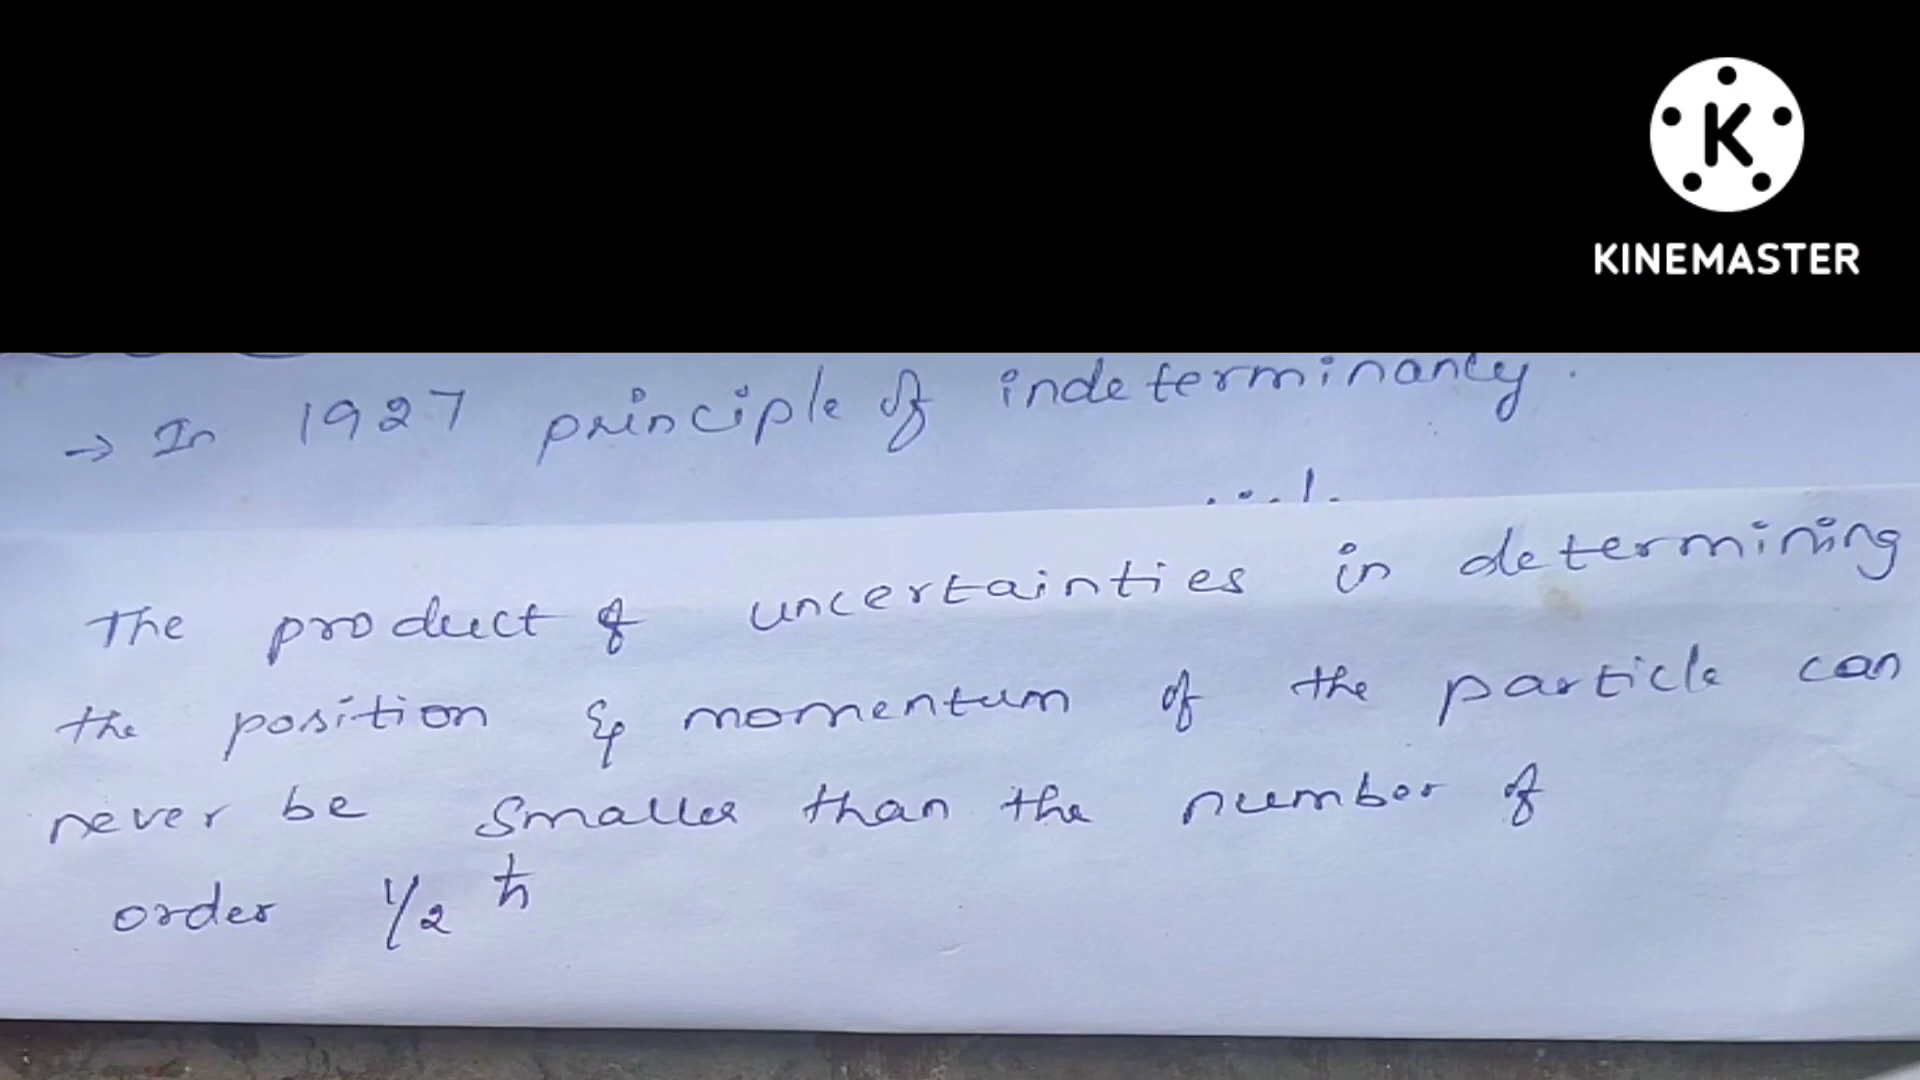 KINEMASTER
→ In 1927 principle of indeterminancy.
The product of uncertainties in determining
the position & momentum of the particle can
never be smaller than the number of
order 1/2 ħ